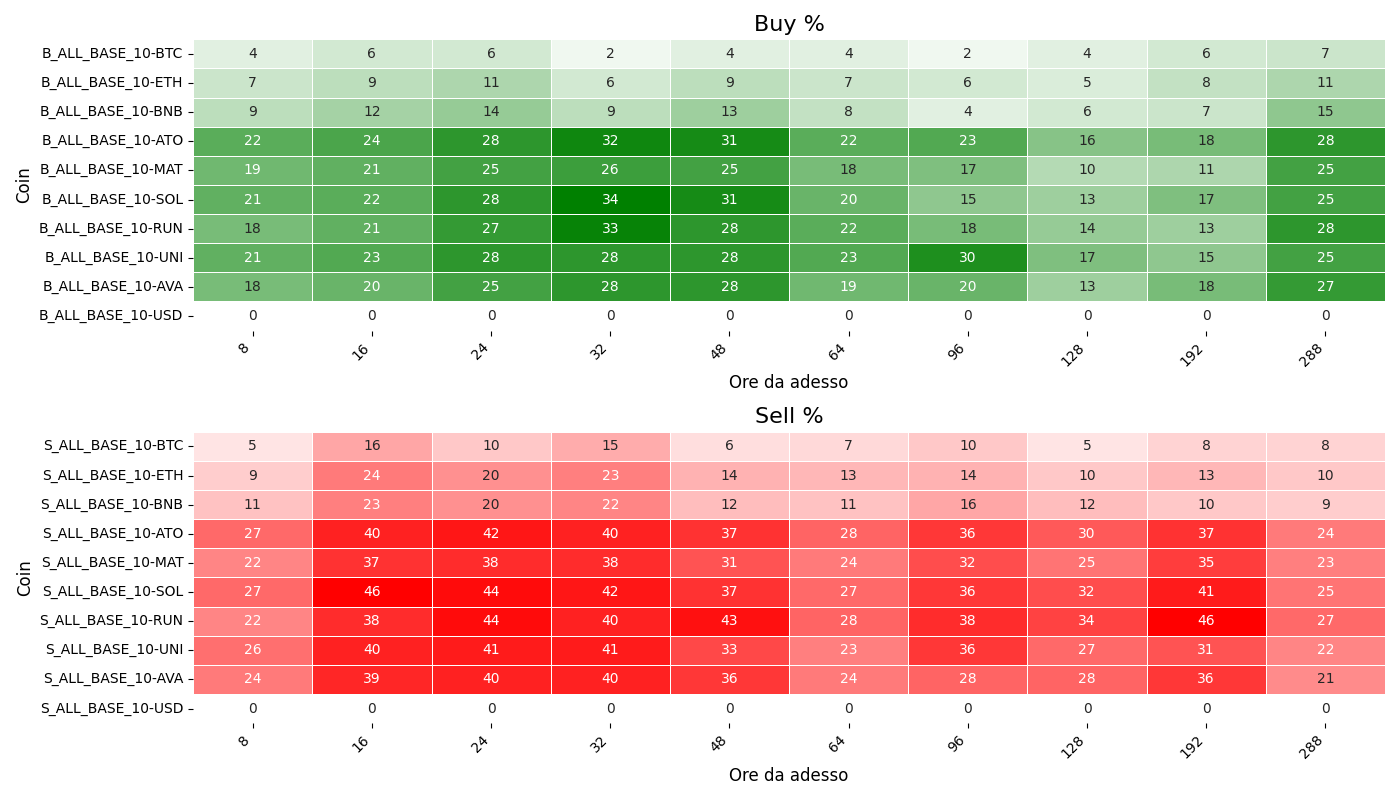 Buy %
Coin
B_ALL_BASE_10-BTC 4 6 6 2 4 4 2 4 6 7
B_ALL_BASE_10-ETH 7 9 11 6 9 7 6 5 8 11
B_ALL_BASE_10-BNB 9 12 14 9 13 8 4 6 7 15
B_ALL_BASE_10-ATO 22 24 28 32 31 22 23 16 18 28
B_ALL_BASE_10-MAT 19 21 25 26 25 18 17 10 11 25
B_ALL_BASE_10-SOL 21 22 28 34 31 20 15 13 17 25
B_ALL_BASE_10-RUN 18 21 27 33 28 22 18 14 13 28
B_ALL_BASE_10-UNI 21 23 28 28 28 23 30 17 15 25
B_ALL_BASE_10-AVA 18 20 25 28 28 19 20 13 18 27
B_ALL_BASE_10-USD 0 0 0 0 0 0 0 0 0 0
8 16 24 32 48 64 96 128 192 288
Ore da adesso
Sell %
Coin
S_ALL_BASE_10-BTC 5 16 10 15 6 7 10 5 8 8
S_ALL_BASE_10-ETH 9 24 20 23 14 13 14 10 13 10
S_ALL_BASE_10-BNB 11 23 20 22 12 11 16 12 10 9
S_ALL_BASE_10-ATO 27 40 42 40 37 28 36 30 37 24
S_ALL_BASE_10-MAT 22 37 38 38 31 24 32 25 35 23
S_ALL_BASE_10-SOL 27 46 44 42 37 27 36 32 41 25
S_ALL_BASE_10-RUN 22 38 44 40 43 28 38 34 46 27
S_ALL_BASE_10-UNI 26 40 41 41 33 23 36 27 31 22
S_ALL_BASE_10-AVA 24 39 40 40 36 24 28 28 36 21
S_ALL_BASE_10-USD 0 0 0 0 0 0 0 0 0 0
8 16 24 32 48 64 96 128 192 288
Ore da adesso